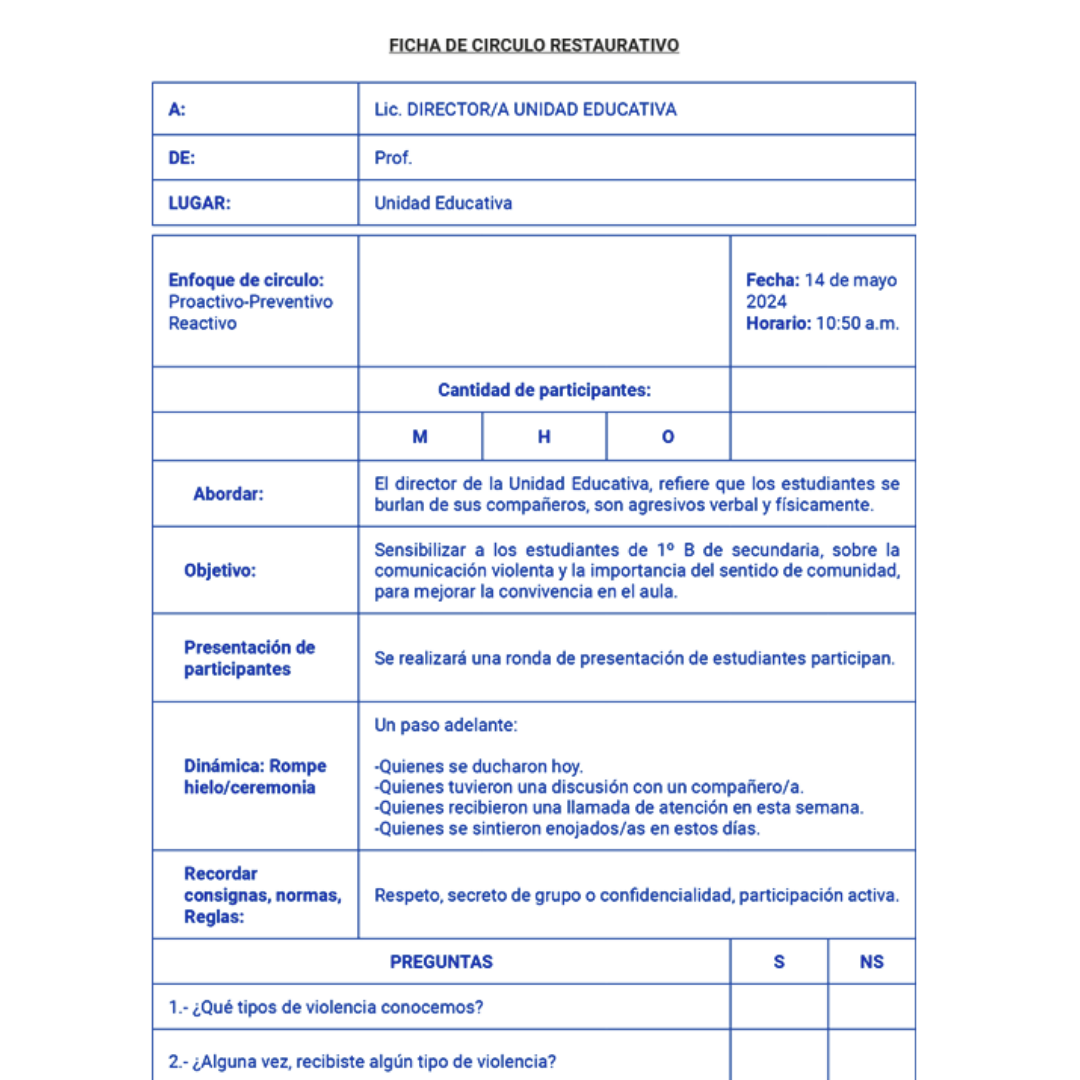 FICHA DE CIRCULO RESTAURATIVO
A:
Lic. DIRECTOR/A UNIDAD EDUCATIVA
DE:
Prof.
LUGAR:
Unidad Educativa
Enfoque de circulo:
Proactivo-Preventivo
Reactivo
Fecha: 14 de mayo
2024
Horario: 10:50 a.m.
Cantidad de participantes:
M H O
Abordar:
El director de la Unidad Educativa, refiere que los estudiantes se
burlan de sus compañeros, son agresivos verbal y físicamente.
Objetivo:
Sensibilizar a los estudiantes de 1º B de secundaria, sobre la
comunicación violenta y la importancia del sentido de comunidad,
para mejorar la convivencia en el aula.
Presentación de
participantes
Se realizará una ronda de presentación de estudiantes participan.
Dinámica: Rompe
hielo/ceremonia
Un paso adelante:
-Quienes se ducharon hoy.
-Quienes tuvieron una discusión con un compañero/a.
-Quienes recibieron una llamada de atención en esta semana.
-Quienes se sintieron enojados/as en estos días.
Recordar
consignas, normas,
Reglas:
Respeto, secreto de grupo o confidencialidad, participación activa.
PREGUNTAS S NS
1.- ¿Qué tipos de violencia conocemos?
2.- ¿Alguna vez, recibiste algún tipo de violencia?